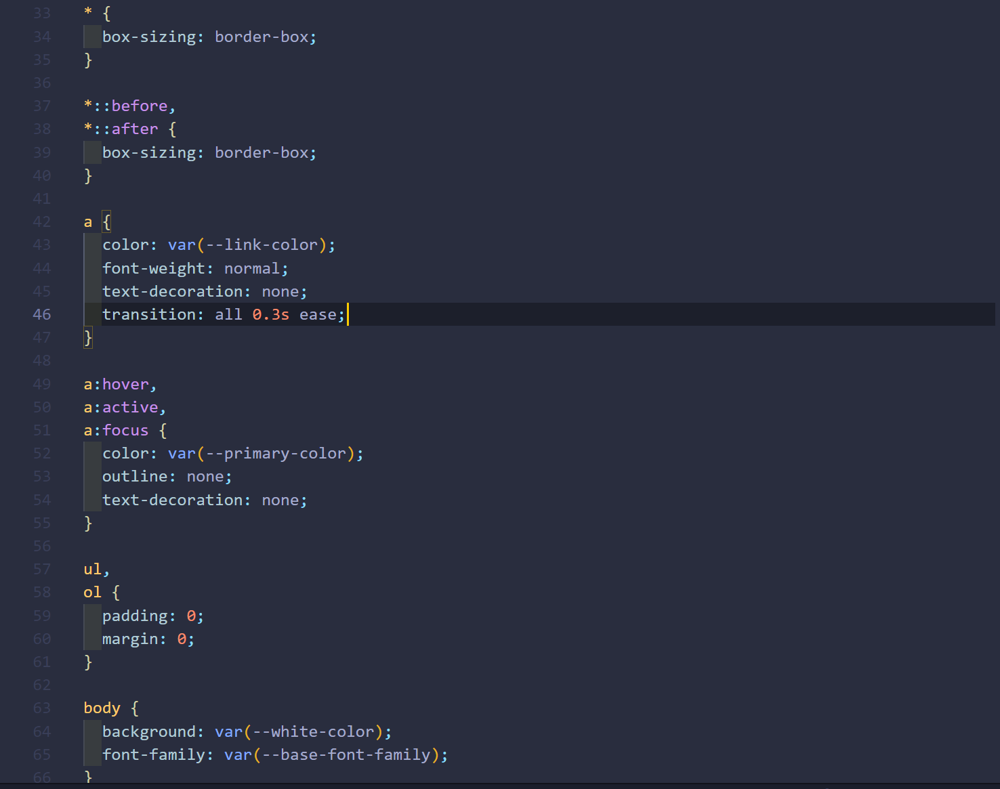 33 * {
34   box-sizing: border-box;
35 }
36
37 *::before,
38 *::after {
39   box-sizing: border-box;
40 }
41
42 a {
43   color: var(--link-color);
44   font-weight: normal;
45   text-decoration: none;
46   transition: all 0.3s ease;
47 }
48
49 a:hover,
50 a:active,
51 a:focus {
52   color: var(--primary-color);
53   outline: none;
54   text-decoration: none;
55 }
56
57 ul,
58 ol {
59   padding: 0;
60   margin: 0;
61 }
62
63 body {
64   background: var(--white-color);
65   font-family: var(--base-font-family);
66 }